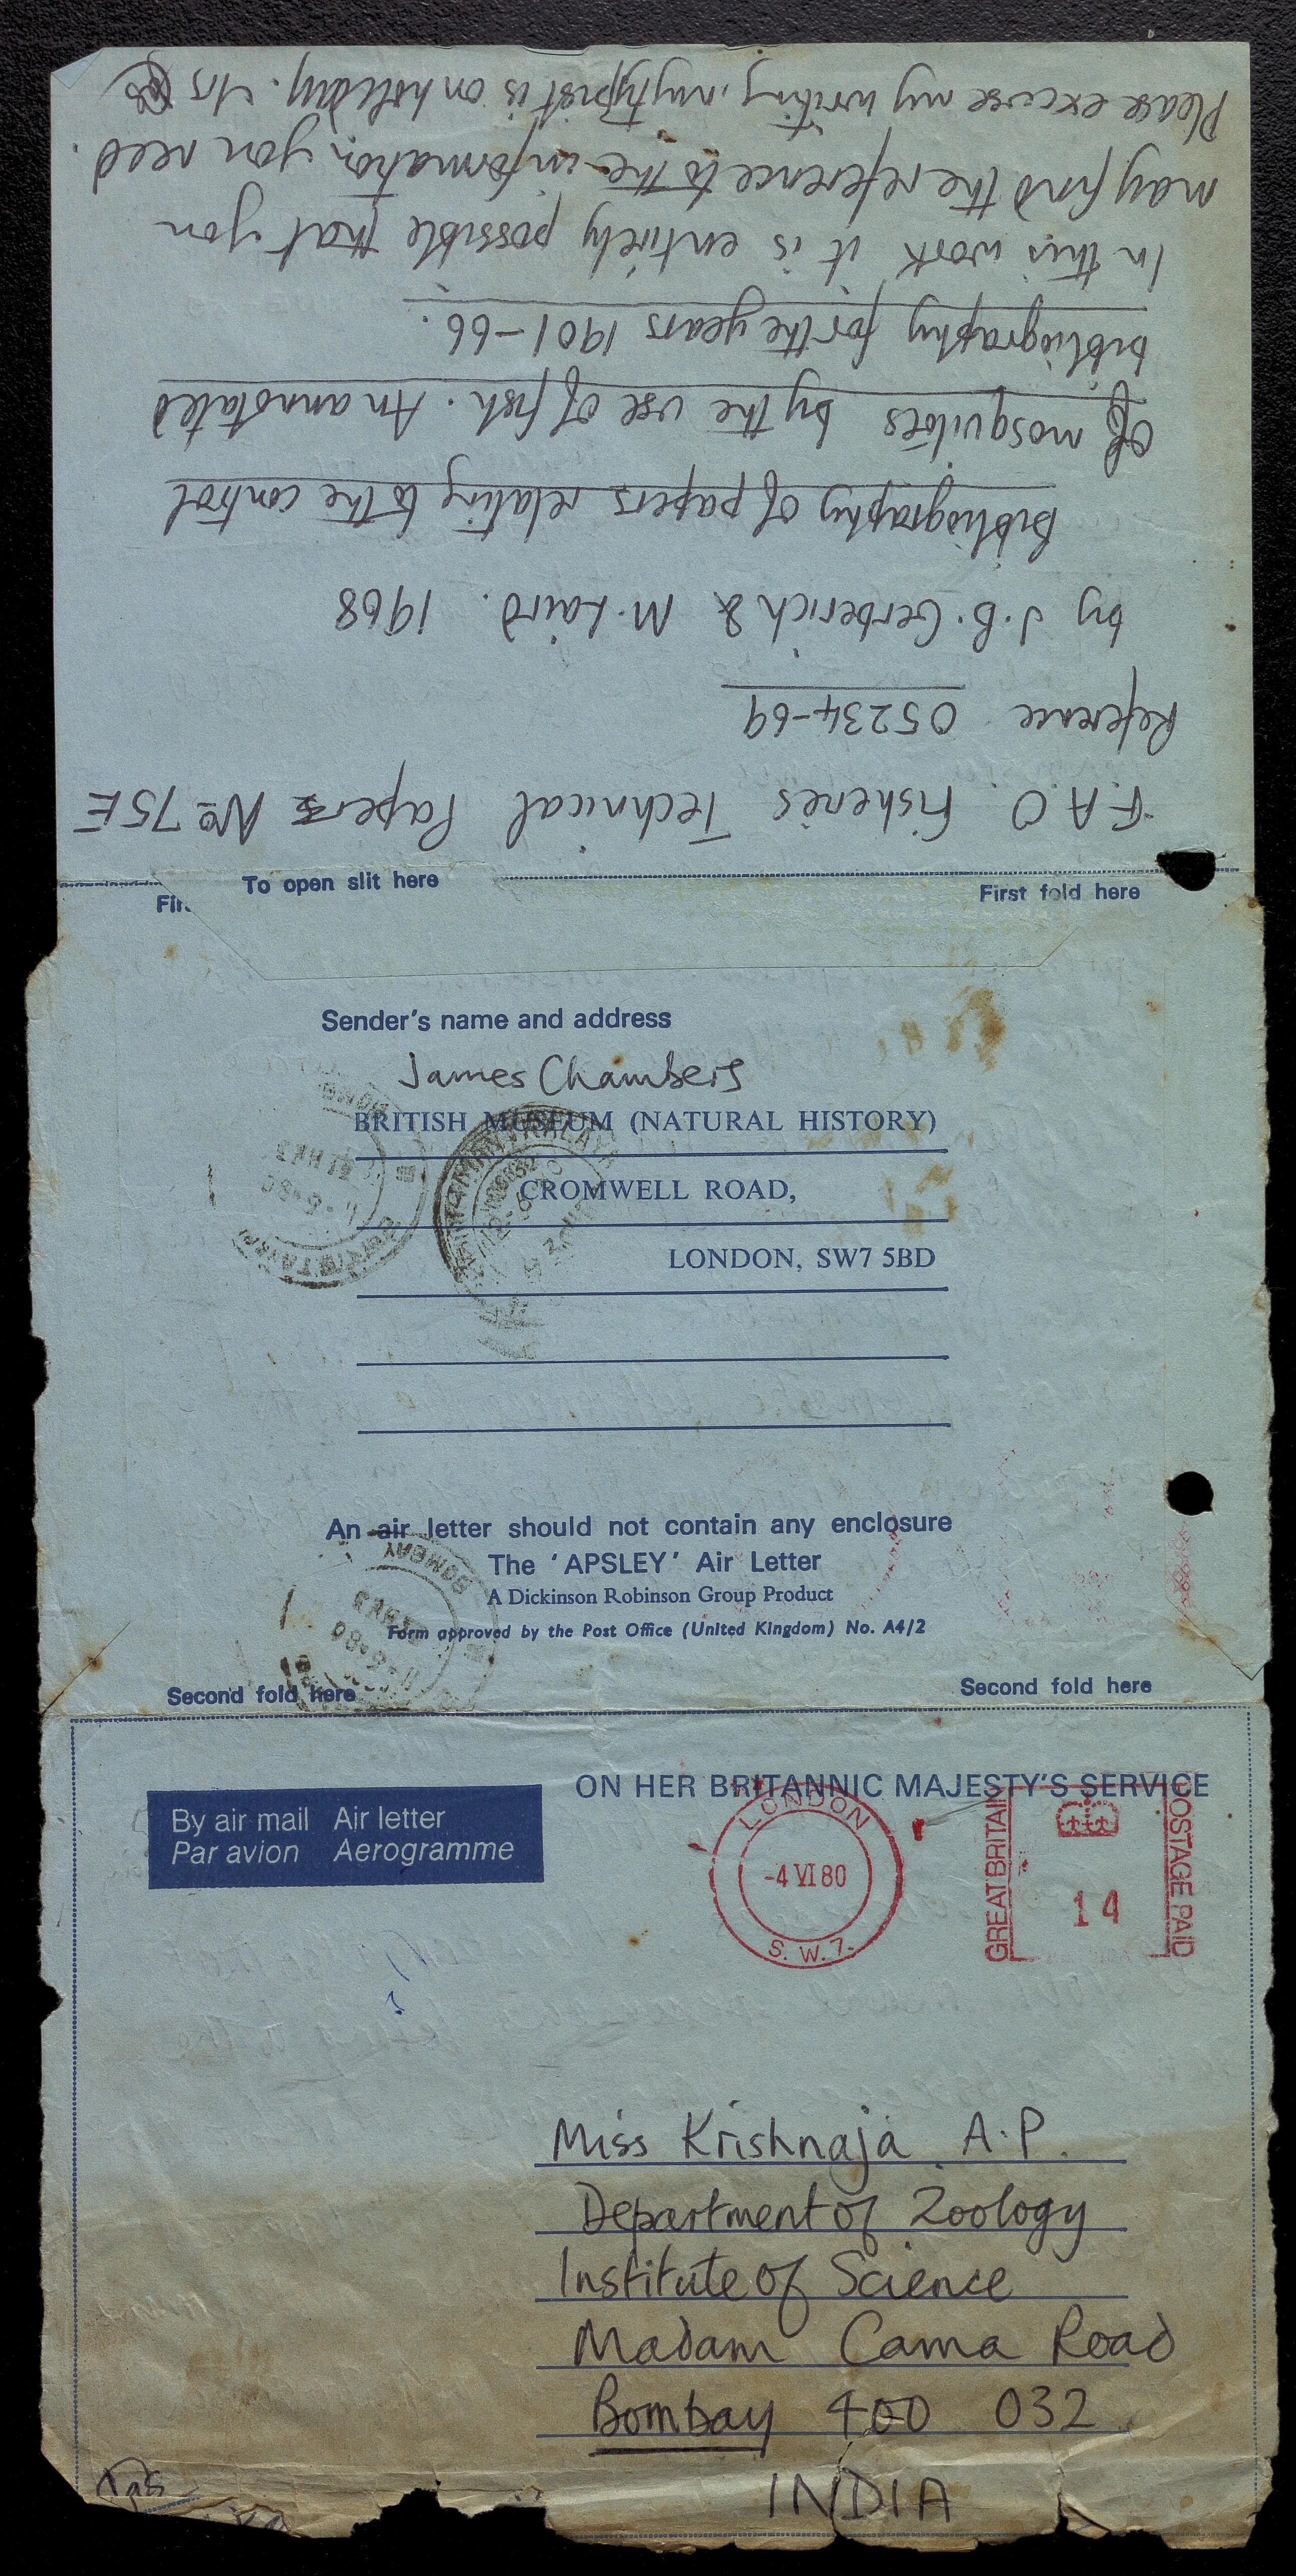 F.A.O. Fisheries Technical Papers No 75E
Reference 05234-69
by J.B. Gerberich & M. Laird. 1968
Bibliography of papers relating to the control
of mosquitoes by the use of fish. An annotated
bibliography for the years 1901-66.
In this work it is entirely possible that you
may find the reference to the information you need.
Please excuse my writing, my typist is on holiday.
To open slit here
First fold here
Sender's name and address
James Chambers
BRITISH MUSEUM (NATURAL HISTORY)
CROMWELL ROAD,
LONDON, SW7 5BD
An air letter should not contain any enclosure
The 'APSLEY' Air Letter
A Dickinson Robinson Group Product
Form approved by the Post Office (United Kingdom) No. A4/2
BOMBAY
Second fold here
Second fold here
ON HER BRITANNIC MAJESTY'S SERVICE
By air mail Air letter
Par avion Aerogramme
LONDON
-4 VI 80
S.W.7.
GREAT BRITAIN
14
POSTAGE PAID
Miss Krishnaja A.P.
Department of Zoology
Institute of Science
Madam Cama Road
Bombay 400 032
INDIA